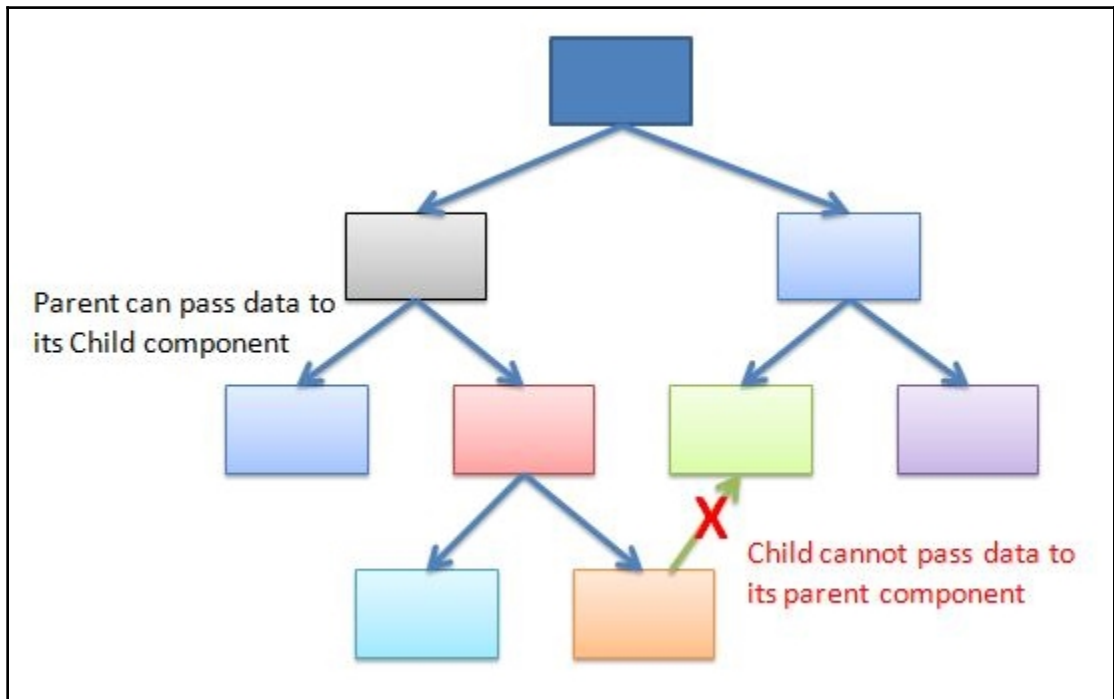 Parent can pass data to
its Child component
X
Child cannot pass data to
its parent component